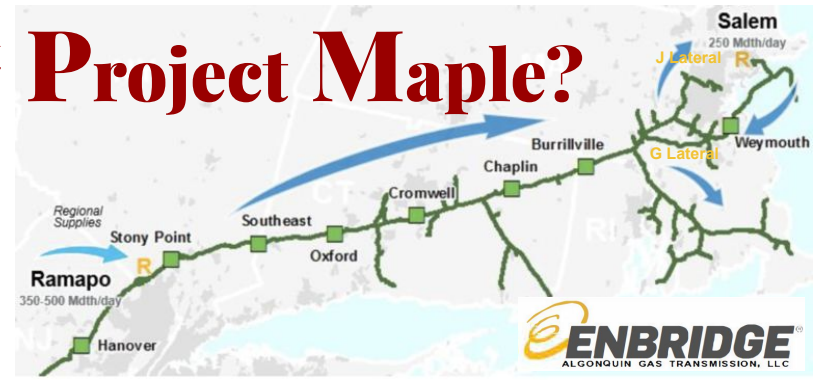 Project Maple?
Salem
250 Mdth/day
J Lateral
R
Weymouth
G Lateral
Burrillville
Chaplin
CT
Cromwell
RI
Regional
Supplies
Southeast
Stony Point
Oxford
R
Ramapo
350-500 Mdth/day
NJ
Hanover
ENBRIDGE®
ALGONQUIN GAS TRANSMISSION, LLC